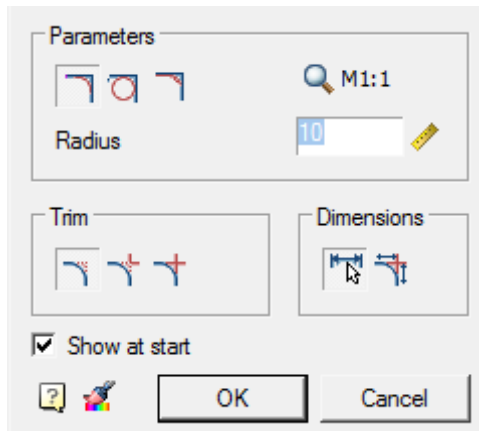 Parameters
M1:1
Radius
10
Trim
Dimensions
Show at start
OK
Cancel